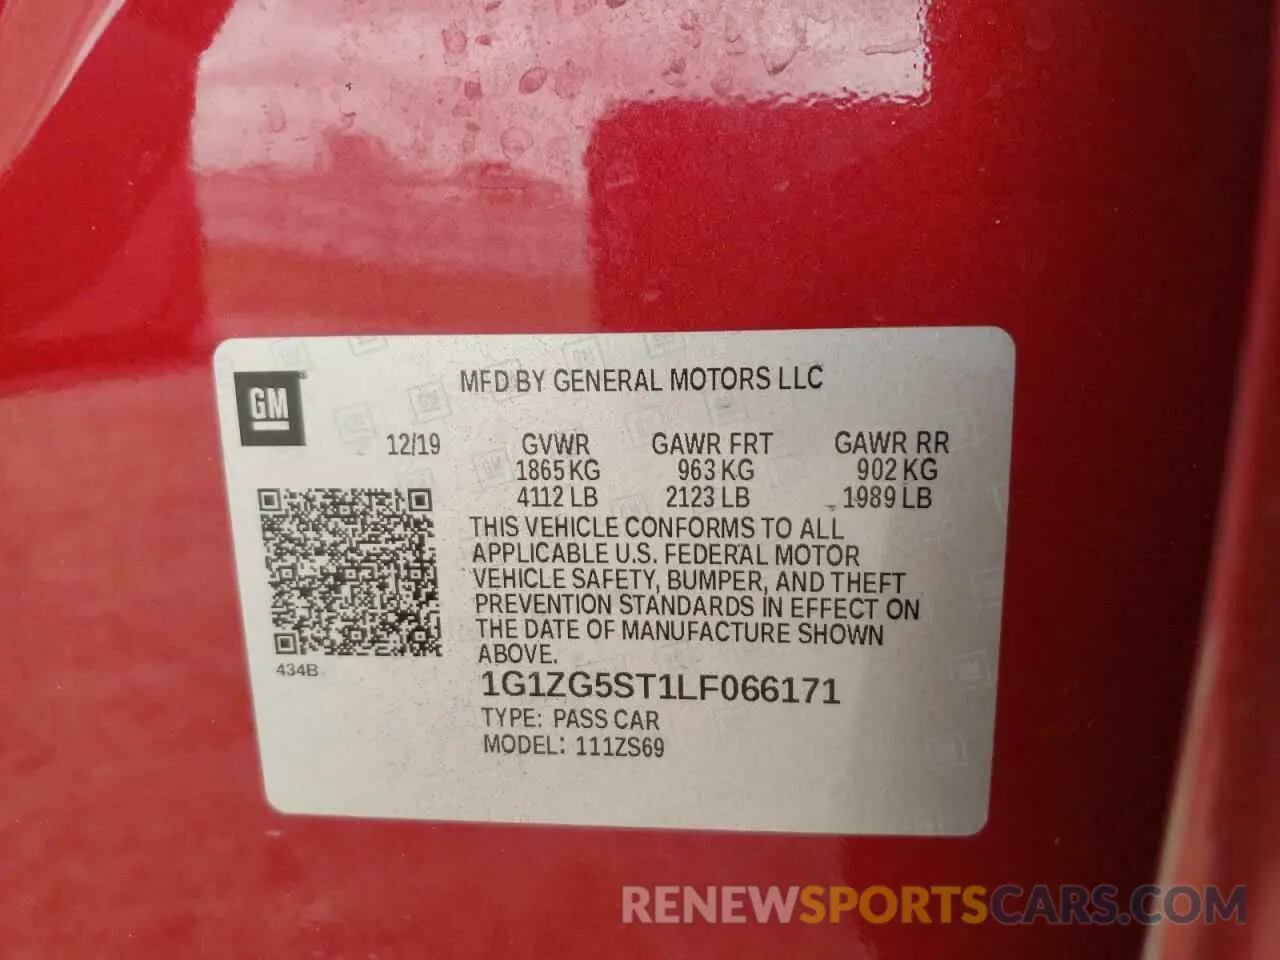 MFD BY GENERAL MOTORS LLC
GM
12/19 GVWR GAWR FRT GAWR RR
1865 KG 963 KG 902 KG
4112 LB 2123 LB 1989 LB
THIS VEHICLE CONFORMS TO ALL
APPLICABLE U.S. FEDERAL MOTOR
VEHICLE SAFETY, BUMPER, AND THEFT
PREVENTION STANDARDS IN EFFECT ON
THE DATE OF MANUFACTURE SHOWN
ABOVE.
434B
1G1ZG5ST1LF066171
TYPE: PASS CAR
MODEL: 111ZS69
RENEWSPORTSCARS.COM